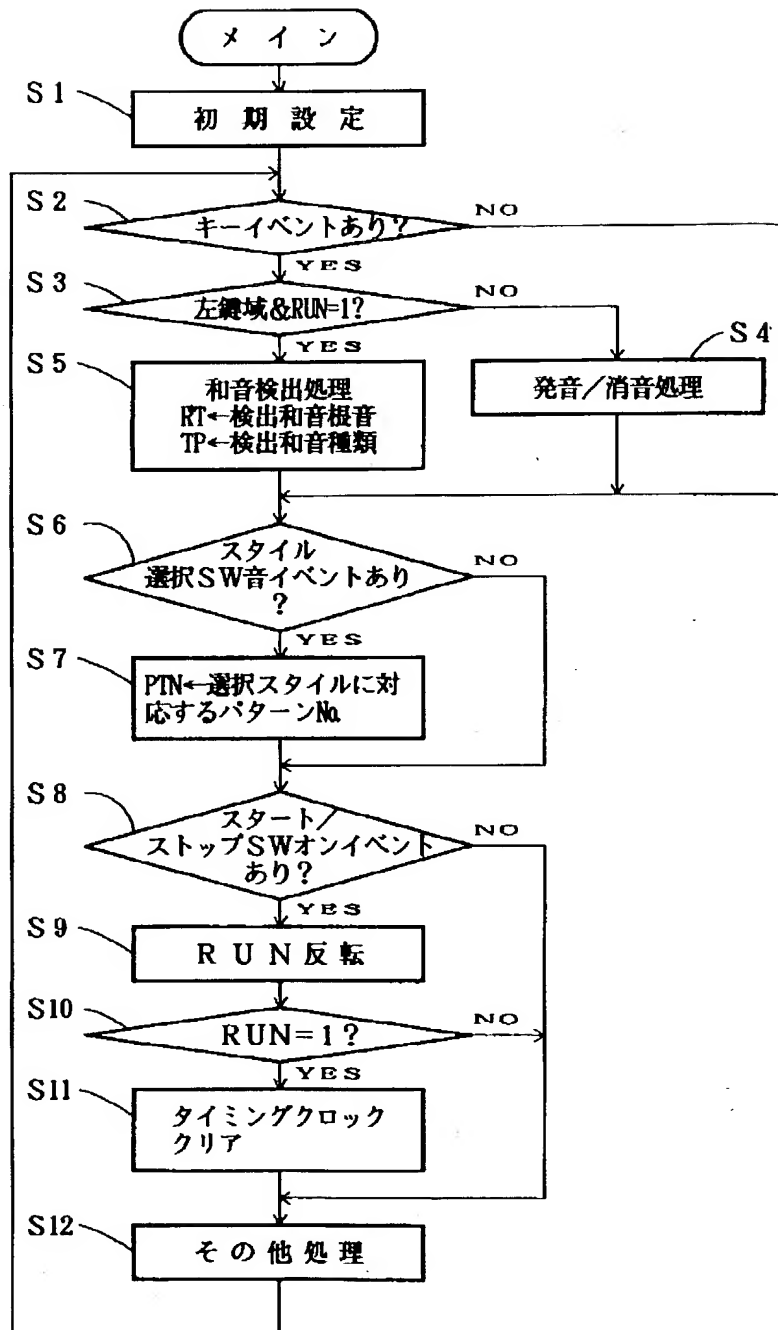 メイン
S1
初期設定
S2
キーイベントあり?
NO
YES
S3
左鍵域&RUN=1?
NO
YES
S4
発音/消音処理
S5
和音検出処理
RT←検出和音根音
TP←検出和音種類
S6
スタイル
選択SW音イベントあり
?
NO
YES
S7
PTN←選択スタイルに対
応するパターン№
S8
スタート/
ストップSWオンイベント
あり?
NO
YES
S9
RUN反転
S10
RUN=1?
NO
YES
S11
タイミングクロック
クリア
S12
その他処理